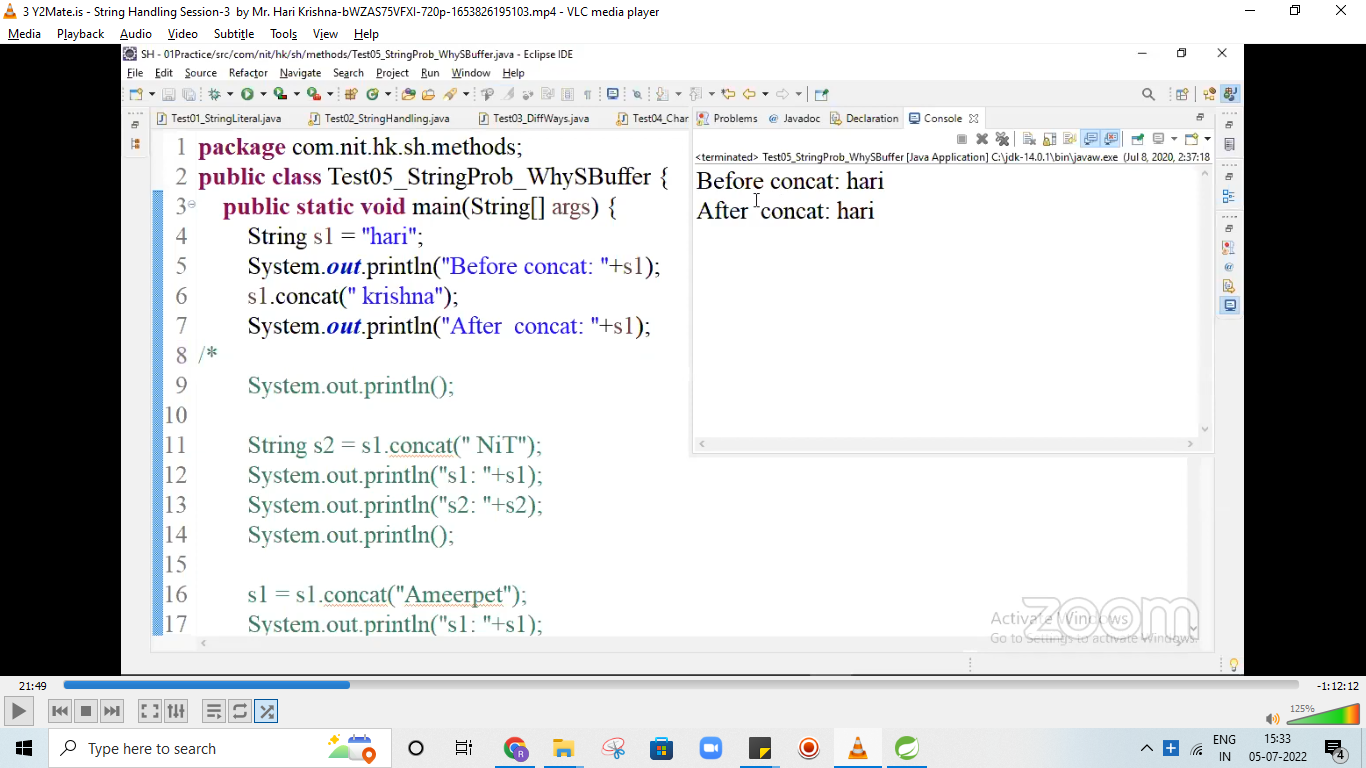 3 Y2Mate.is - String Handling Session-3  by Mr. Hari Krishna-bWZAS75VFXI-720p-1653826195103.mp4 - VLC media player
Media Playback Audio Video Subtitle Tools View Help
SH - 01Practice/src/com/nit/hk/sh/methods/Test05_StringProb_WhySBuffer.java - Eclipse IDE
File Edit Source Refactor Navigate Search Project Run Window Help
Test01_StringLiteral.java Test02_StringHandling.java Test03_DiffWays.java Test04_Char
Problems @ Javadoc Declaration Console
<terminated> Test05_StringProb_WhySBuffer [Java Application] C:\jdk-14.0.1\bin\javaw.exe (Jul 8, 2020, 2:37:18
Before concat: hari
After  concat: hari
1 package com.nit.hk.sh.methods;
2 public class Test05_StringProb_WhySBuffer {
3 public static void main(String[] args) {
4 String s1 = "hari";
5 System.out.println("Before concat: "+s1);
6 s1.concat(" krishna");
7 System.out.println("After  concat: "+s1);
8 /*
9 System.out.println();
10
11 String s2 = s1.concat(" NiT");
12 System.out.println("s1: "+s1);
13 System.out.println("s2: "+s2);
14 System.out.println();
15
16 s1 = s1.concat("Ameerpet");
17 System.out.println("s1: "+s1);
zoom
Activate Windows
Go to Settings to activate Windows.
21:49
-1:12:12
125%
Type here to search
R
ENG
IN
15:33
05-07-2022
4